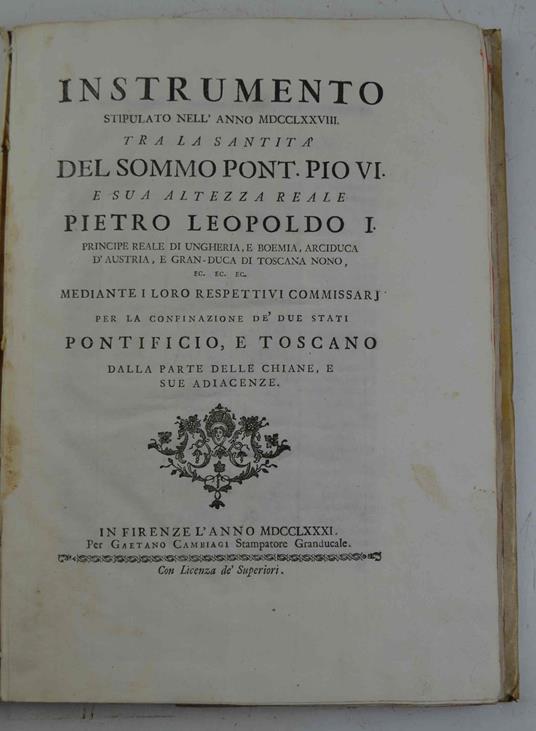 INSTRUMENTO
STIPULATO NELL' ANNO MDCCLXXVIII.
TRA LA SANTITA'
DEL SOMMO PONT. PIO VI.
E SUA ALTEZZA REALE
PIETRO LEOPOLDO I.
PRINCIPE REALE DI UNGHERIA, E BOEMIA, ARCIDUCA
D' AUSTRIA, E GRAN-DUCA DI TOSCANA NONO,
EC. EC. EC.
MEDIANTE I LORO RESPETTIVI COMMISSARJ
PER LA CONFINAZIONE DE' DUE STATI
PONTIFICIO, E TOSCANO
DALLA PARTE DELLE CHIANE, E
SUE ADIACENZE.
IN FIRENZE L'ANNO MDCCLXXXI.
Per GAETANO CAMBIAGI Stampatore Granducale.
Con Licenza de' Superiori.